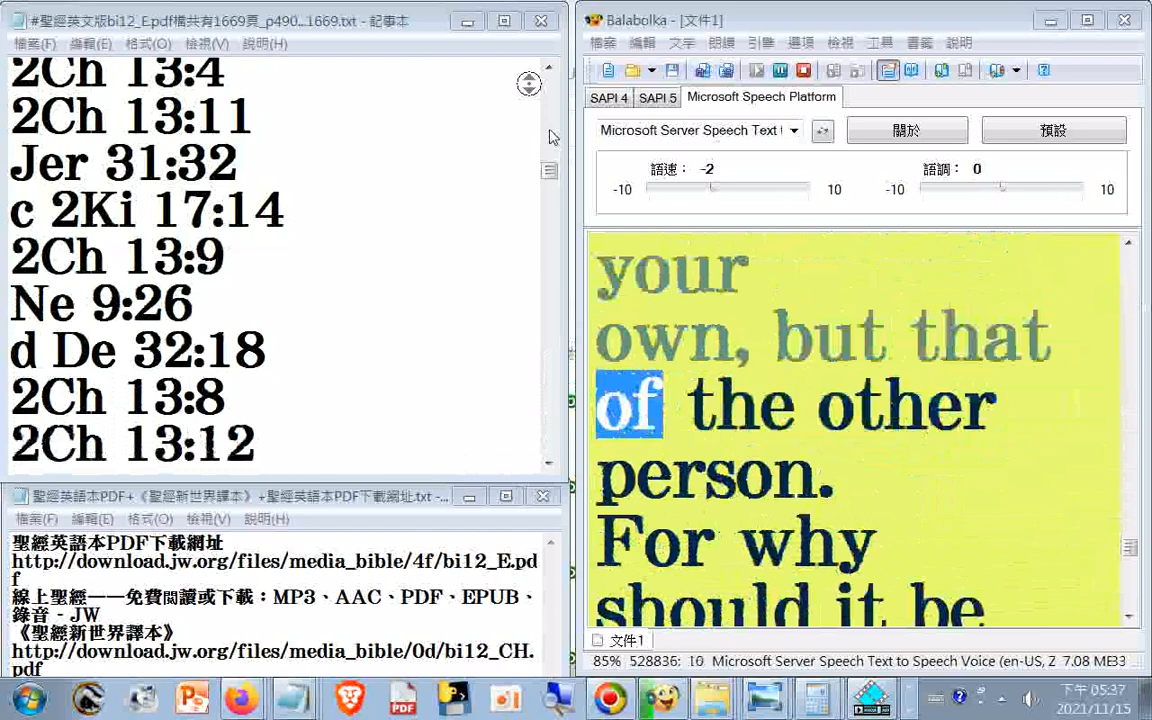 #聖經英文版bi12_E.pdf檔共有1669頁_p490...1669.txt - 記事本
檔案(F) 編輯(E) 格式(O) 檢視(V) 說明(H)
2Ch 13:4
2Ch 13:11
Jer 31:32
c 2Ki 17:14
2Ch 13:9
Ne 9:26
d De 32:18
2Ch 13:8
2Ch 13:12
聖經英語本PDF+《聖經新世界譯本》+聖經英語本PDF下載網址.txt -...
檔案(F) 編輯(E) 格式(O) 檢視(V) 說明(H)
聖經英語本PDF下載網址
http://download.jw.org/files/media_bible/4f/bi12_E.pd
f
線上聖經——免費閱讀或下載：MP3、AAC、PDF、EPUB、
錄音 - JW
《聖經新世界譯本》
http://download.jw.org/files/media_bible/0d/bi12_CH.
pdf
Balabolka - [文件1]
檔案 編輯 文字 朗讀 引擎 選項 檢視 工具 書籤 說明
SAPI 4 SAPI 5 Microsoft Speech Platform
Microsoft Server Speech Text 關於 預設
語速： -2 語調： 0
-10 10 -10 10
your
own, but that
of the other
person.
For why
should it be
文件1
85% 528836: 10 Microsoft Server Speech Text to Speech Voice (en-US, Z 7.08 ME33
下午 05:37
2021/11/15